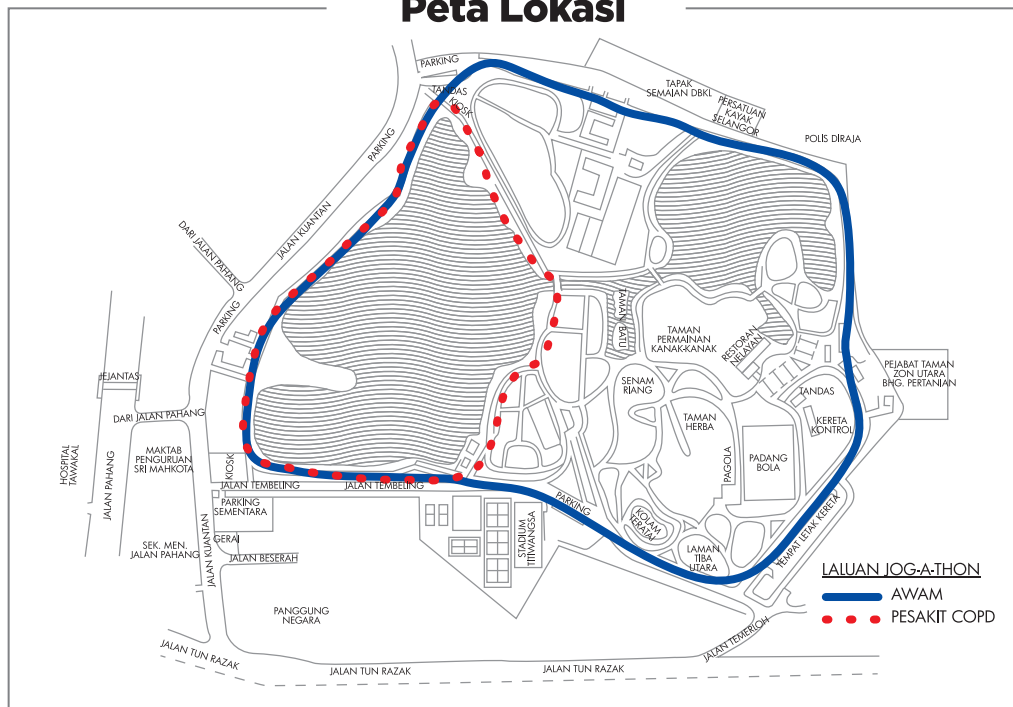 Peta Lokasi
PARKING
TANDAS
KIOSK
TAPAK
SEMAIAN DBKL
PERSATUAN
KAYAK
SELANGOR
POLIS DIRAJA
PARKING
JALAN KUANTAN
DARI JALAN PAHANG
PARKING
TAMAN BATU
TAMAN
PERMAINAN
KANAK-KANAK
RESTORAN
NELAYAN
PEJABAT TAMAN
ZON UTARA
BHG. PERTANIAN
JEJANTAS
SENAM
RIANG
TANDAS
DARI JALAN PAHANG
TAMAN
HERBA
KERETA
KONTROL
HOSPITAL
TAWAKAL
JALAN PAHANG
MAKTAB
PENGURUAN
SRI MAHKOTA
KIOSK
PAGOLA
PADANG
BOLA
JALAN TEMBELING
JALAN TEMBELING
PARKING
SEMENTARA
PARKING
KOLAM
TERATAI
TEMPAT LETAK KERETA
STADIUM
TITIWANGSA
GERAI
SEK. MEN.
JALAN PAHANG
JALAN KUANTAN
JALAN BESERAH
LAMAN
TIBA
UTARA
LALUAN JOG-A-THON
AWAM
PESAKIT COPD
PANGGUNG
NEGARA
JALAN TEMERLOH
JALAN TUN RAZAK
JALAN TUN RAZAK
JALAN TUN RAZAK